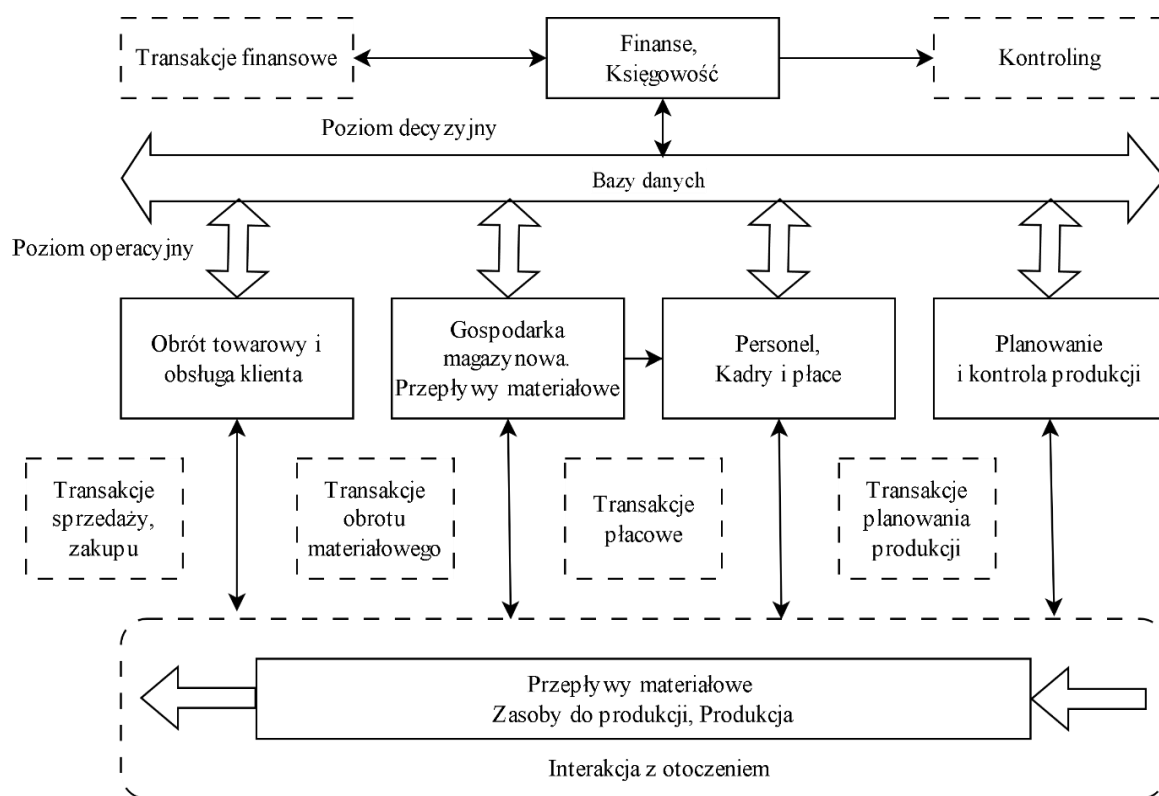 Transakcje finansowe
Finanse,
Księgowość
Kontroling
Poziom decyzyjny
Bazy danych
Poziom operacyjny
Obrót towarowy i
obsługa klienta
Gospodarka
magazynowa.
Przepływy materiałowe
Personel,
Kadry i płace
Planowanie
i kontrola produkcji
Transakcje
sprzedaży,
zakupu
Transakcje
obrotu
materiałowego
Transakcje
płacowe
Transakcje
planowania
produkcji
Przepływy materiałowe
Zasoby do produkcji, Produkcja
Interakcja z otoczeniem